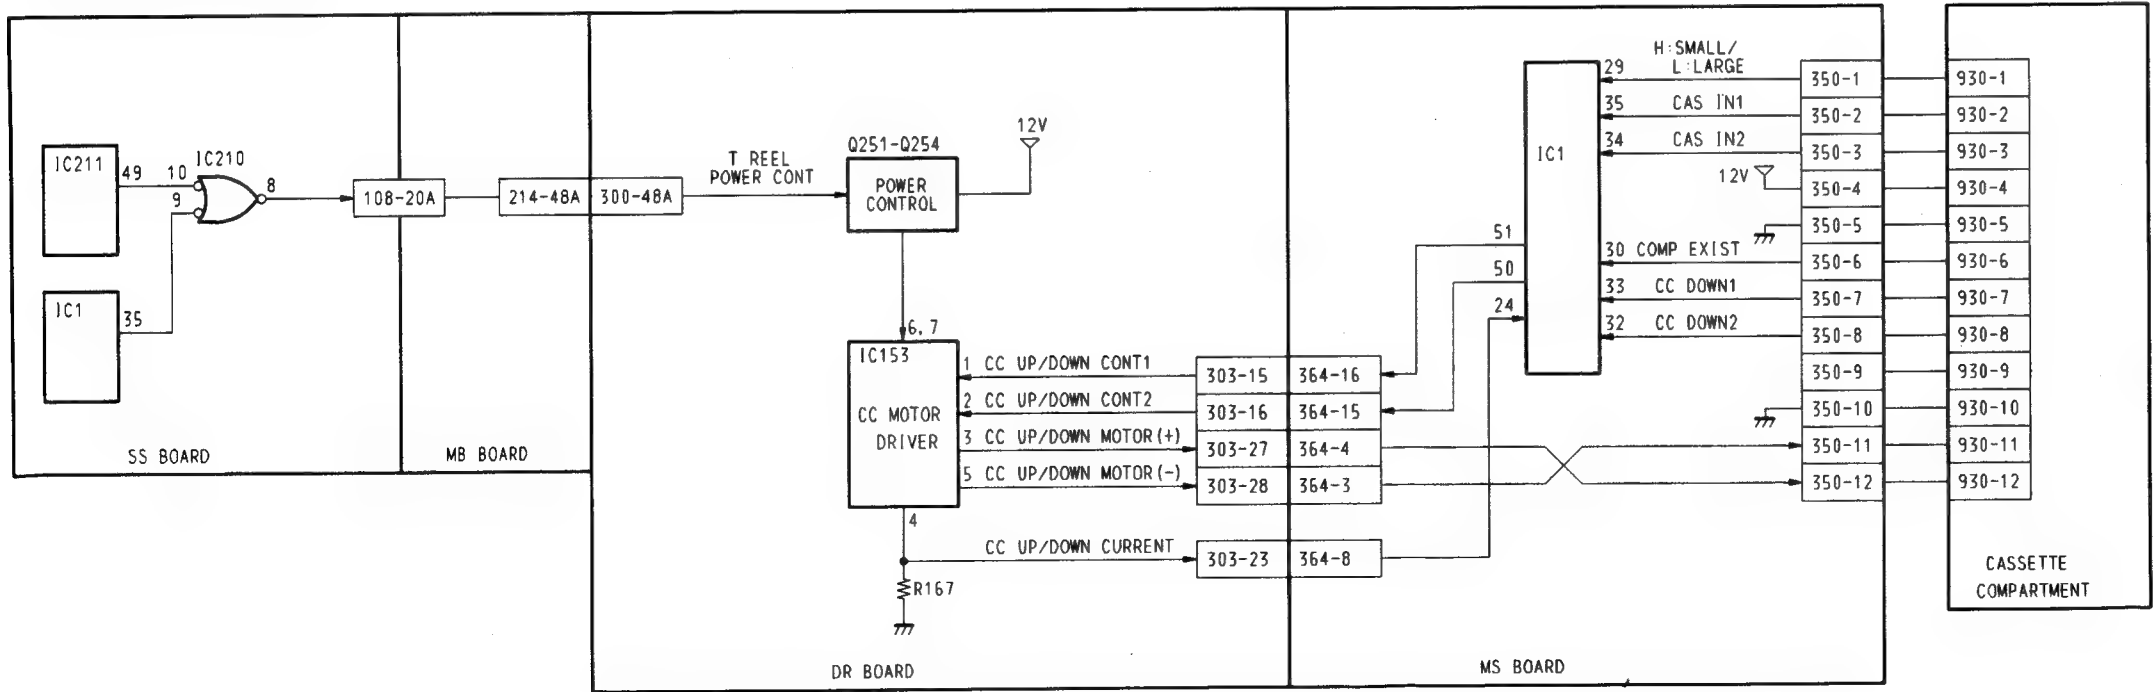 IC211
49
10
9
IC210
8
IC1
35
108-20A
214-48A
300-48A
SS BOARD
MB BOARD
T REEL
POWER CONT
Q251-Q254
POWER
CONTROL
12V
6, 7
IC153
CC MOTOR
DRIVER
1 CC UP/DOWN CONT1
2 CC UP/DOWN CONT2
3 CC UP/DOWN MOTOR(+)
5 CC UP/DOWN MOTOR(-)
4
CC UP/DOWN CURRENT
R167
303-15
303-16
303-27
303-28
303-23
DR BOARD
364-16
364-15
364-4
364-3
364-8
51
50
24
IC1
H:SMALL/
29 L:LARGE
35 CAS IN1
34 CAS IN2
12V
30 COMP EXIST
33 CC DOWN1
32 CC DOWN2
350-1
350-2
350-3
350-4
350-5
350-6
350-7
350-8
350-9
350-10
350-11
350-12
MS BOARD
930-1
930-2
930-3
930-4
930-5
930-6
930-7
930-8
930-9
930-10
930-11
930-12
CASSETTE
COMPARTMENT